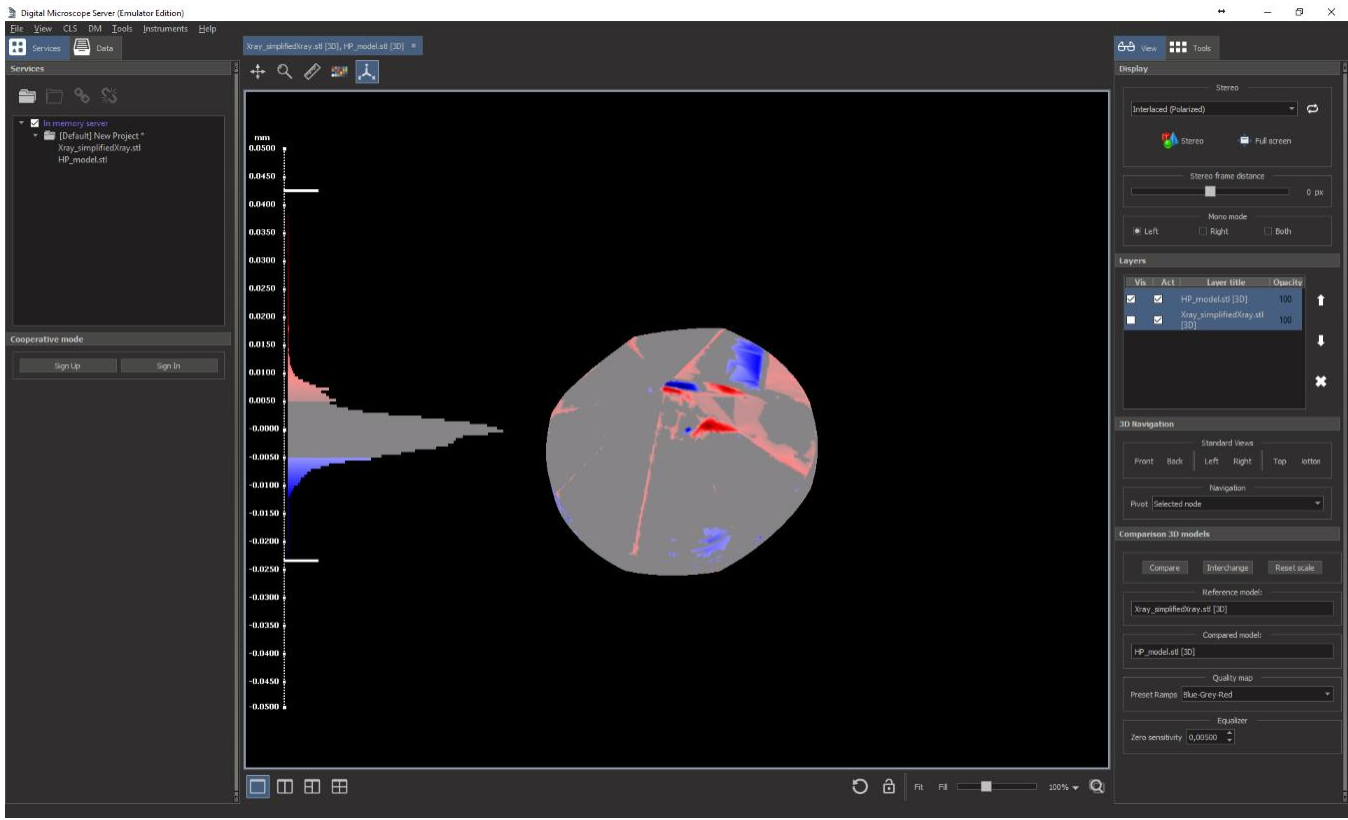 Digital Microscope Server (Emulator Edition)
File View CLS DM Tools Instruments Help
Services Data
Services
In memory server
[Default] New Project *
Xray_simplifiedXray.stl
HP_model.stl
Cooperative mode
Sign Up Sign In
Xray_simplifiedXray.stl [3D], HP_model.stl [3D] ×
mm
0.0500
0.0450
0.0400
0.0350
0.0300
0.0250
0.0200
0.0150
0.0100
0.0050
-0.0000
-0.0050
-0.0100
-0.0150
-0.0200
-0.0250
-0.0300
-0.0350
-0.0400
-0.0450
-0.0500
Fit Fill 100%
View Tools
Display
Stereo
Interlaced (Polarized)
Stereo Full screen
Stereo frame distance
0 px
Mono mode
Left Right Both
Layers
Vis Act Layer title Opacity
HP_model.stl [3D] 100
Xray_simplifiedXray.stl
[3D] 100
3D Navigation
Standard Views
Front Back Left Right Top otton
Navigation
Pivot Selected node
Comparison 3D models
Compare Interchange Reset scale
Reference model:
Xray_simplifiedXray.stl [3D]
Compared model:
HP_model.stl [3D]
Quality map
Preset Ramps Blue-Grey-Red
Equalizer
Zero sensitivity 0,00500